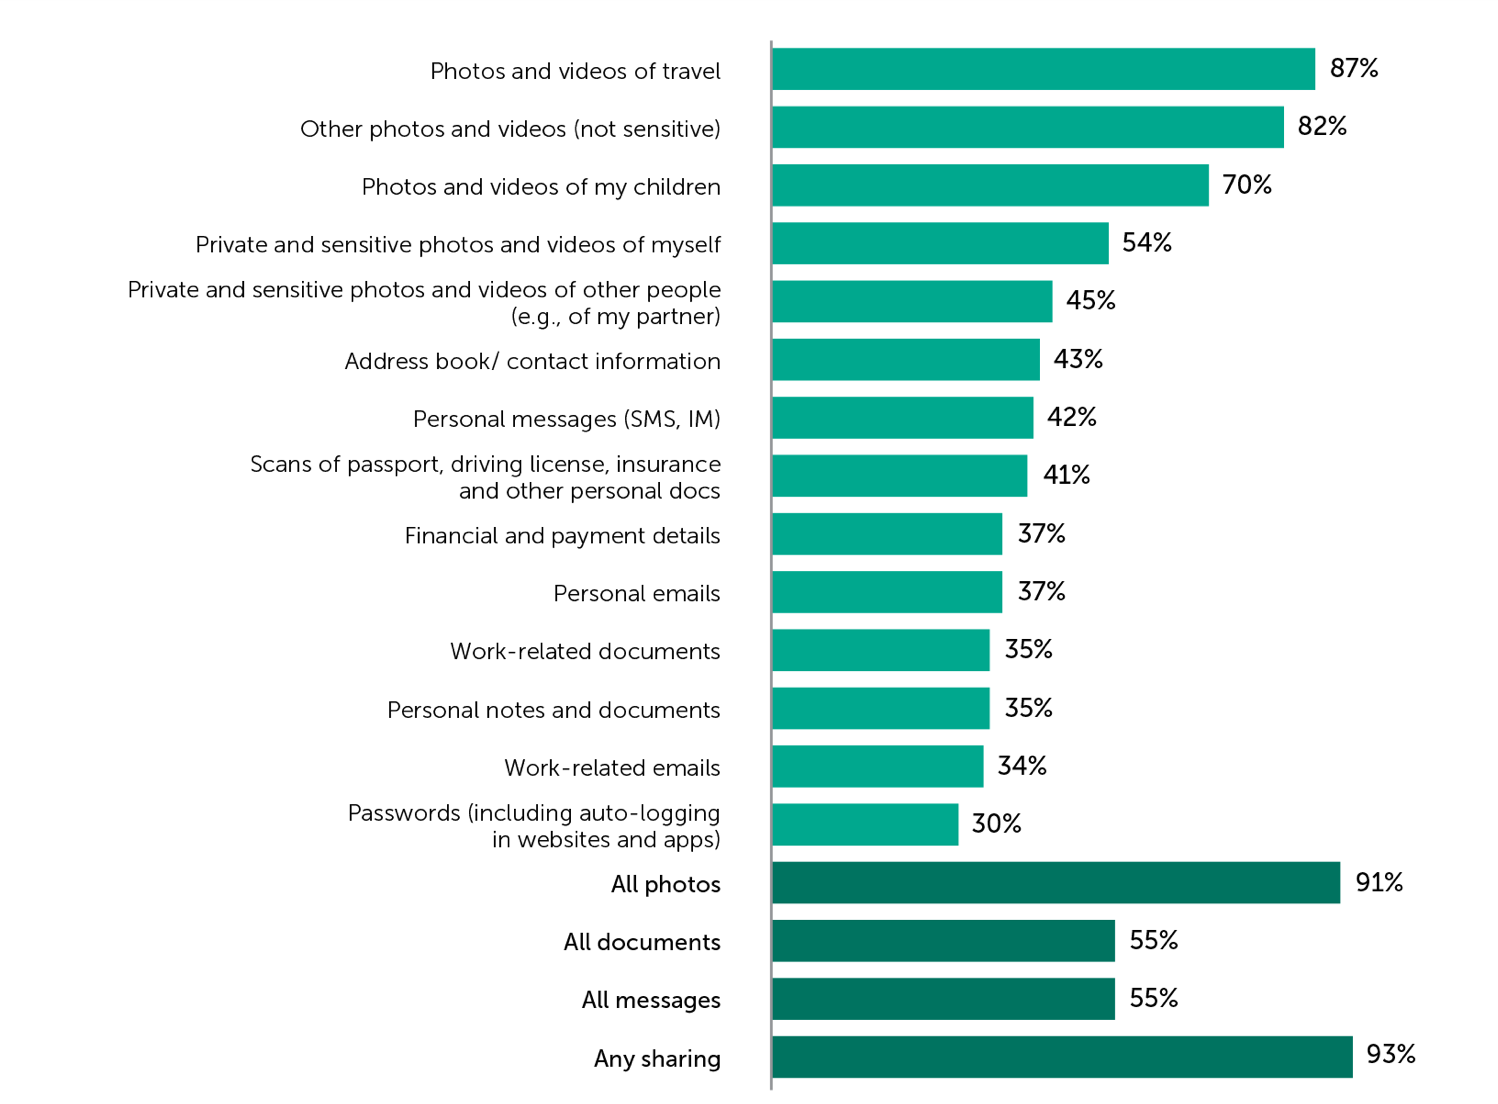 Photos and videos of travel 87%
Other photos and videos (not sensitive) 82%
Photos and videos of my children 70%
Private and sensitive photos and videos of myself 54%
Private and sensitive photos and videos of other people
(e.g., of my partner) 45%
Address book/ contact information 43%
Personal messages (SMS, IM) 42%
Scans of passport, driving license, insurance
and other personal docs 41%
Financial and payment details 37%
Personal emails 37%
Work-related documents 35%
Personal notes and documents 35%
Work-related emails 34%
Passwords (including auto-logging
in websites and apps) 30%
All photos 91%
All documents 55%
All messages 55%
Any sharing 93%